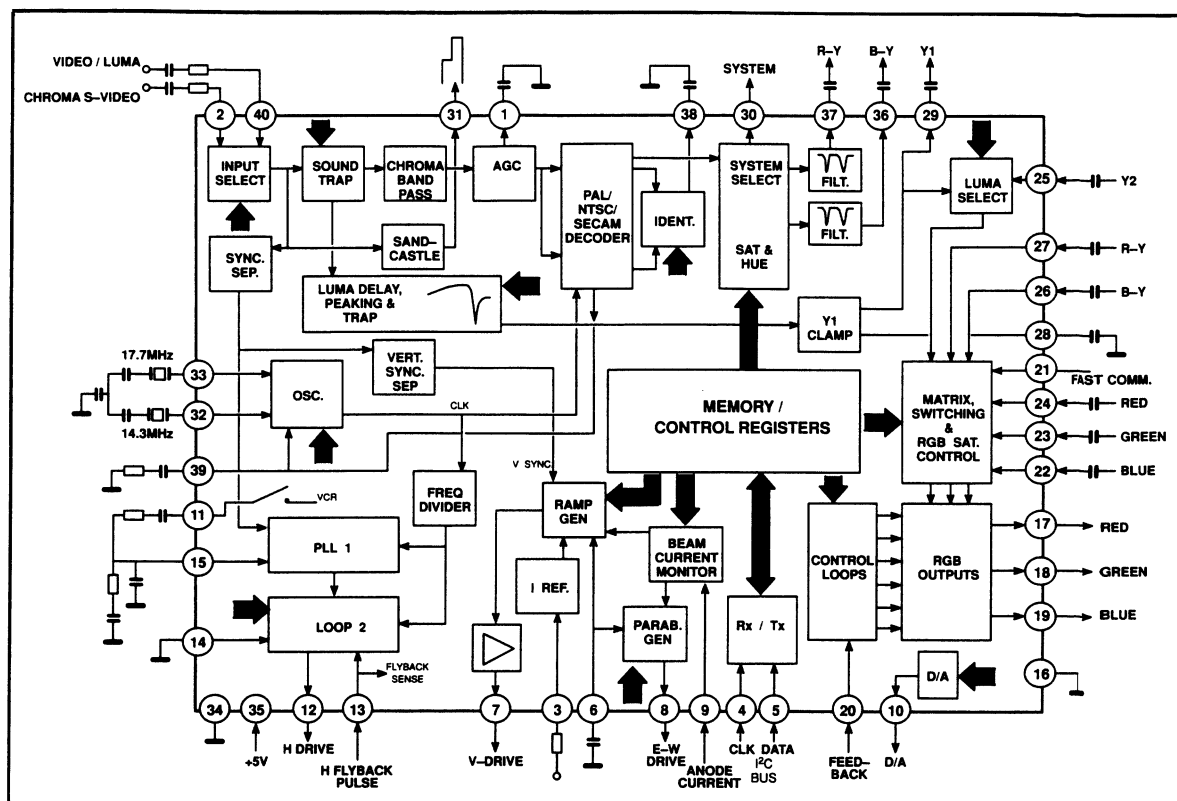 VIDEO / LUMA
CHROMA S-VIDEO
R-Y
B-Y
Y1
SYSTEM
2
40
31
1
38
30
37
36
29
INPUT
SELECT
SOUND
TRAP
CHROMA
BAND
PASS
AGC
PAL/
NTSC/
SECAM
DECODER
IDENT.
SYSTEM
SELECT
SAT &
HUE
FILT.
FILT.
LUMA
SELECT
25
Y2
SYNC.
SEP.
SAND-
CASTLE
27
R-Y
LUMA DELAY,
PEAKING &
TRAP
26
B-Y
Y1
CLAMP
28
17.7MHz
33
OSC.
VERT.
SYNC.
SEP
21
FAST COMM.
32
14.3MHz
CLK
MEMORY /
CONTROL REGISTERS
MATRIX,
SWITCHING
&
RGB SAT.
CONTROL
24
RED
23
GREEN
22
BLUE
39
V SYNC
11
VCR
FREQ
DIVIDER
RAMP
GEN
15
PLL 1
BEAM
CURRENT
MONITOR
CONTROL
LOOPS
RGB
OUTPUTS
17
RED
18
GREEN
19
BLUE
I REF.
14
LOOP 2
PARAB.
GEN
Rx / Tx
FLYBACK
SENSE
D/A
16
34
35
12
13
7
3
6
8
9
4
5
20
10
+5V
H DRIVE
H FLYBACK
PULSE
V-DRIVE
E-W
DRIVE
ANODE
CURRENT
CLK DATA
I²C
BUS
FEED-
BACK
D/A